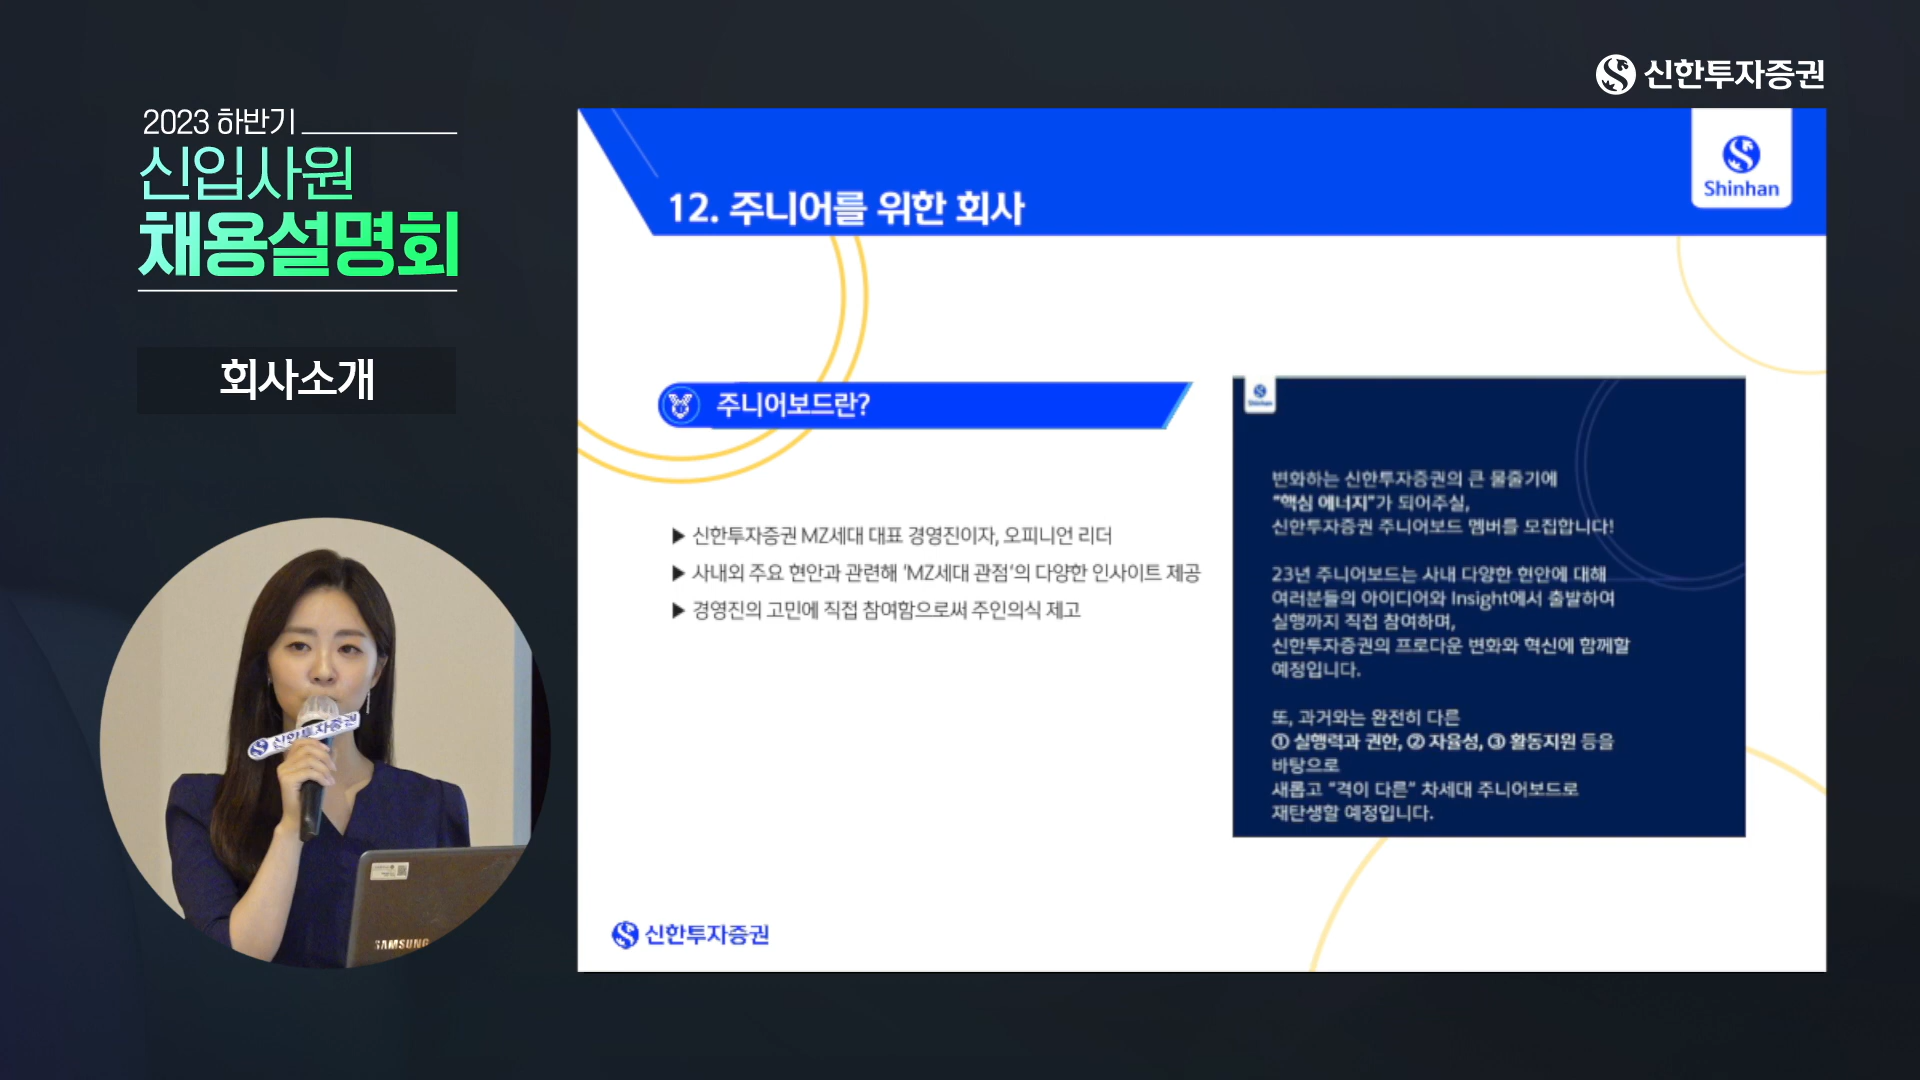 신한투자증권
2023 하반기
신입사원
채용설명회
회사소개
신한투자증권
SAMSUNG
Shinhan
12. 주니어를 위한 회사
주니어보드란?
▶ 신한투자증권 MZ세대 대표 경영진이자, 오피니언 리더
▶ 사내외 주요 현안과 관련해 'MZ세대 관점'의 다양한 인사이트 제공
▶ 경영진의 고민에 직접 참여함으로써 주인의식 제고
Shinhan
변화하는 신한투자증권의 큰 물줄기에
"핵심 에너지"가 되어주실,
신한투자증권 주니어보드 멤버를 모집합니다!
23년 주니어보드는 사내 다양한 현안에 대해
여러분들의 아이디어와 Insight에서 출발하여
실행까지 직접 참여하며,
신한투자증권의 프로다운 변화와 혁신에 함께할
예정입니다.
또, 과거와는 완전히 다른
① 실행력과 권한, ② 자율성, ③ 활동지원 등을
바탕으로
새롭고 "격이 다른" 차세대 주니어보드로
재탄생할 예정입니다.
신한투자증권